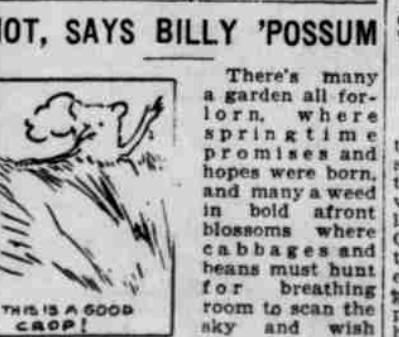 IOT, SAYS BILLY 'POSSUM
There's many
a garden all for-
lorn, where
springtime
promises and
hopes were born,
and many a weed
in bold afront
blossoms where
cabbages and
beans must hunt
for breathing
room to scan the
sky and wish
THIS IS A GOOD
CROP!